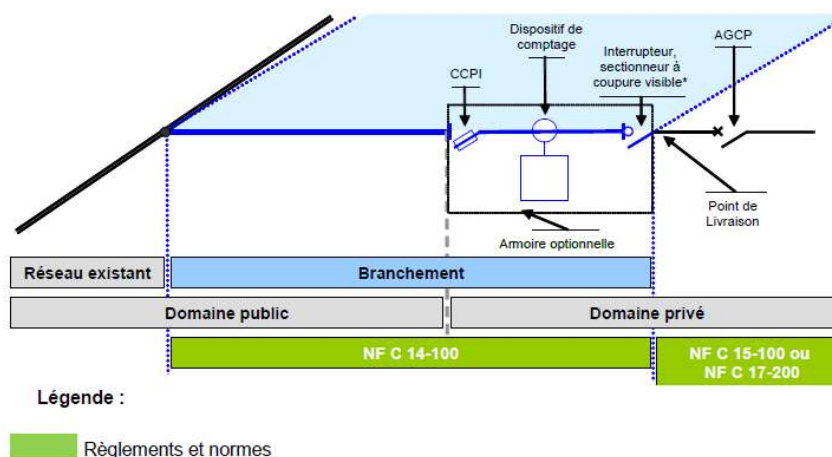 Dispositif de
comptage
Interrupteur,
sectionneur à
coupure visible*
AGCP
CCPI
Point de
Livraison
Armoire optionnelle
Réseau existant
Branchement
Domaine public
Domaine privé
NF C 14-100
NF C 15-100 ou
NF C 17-200
Légende :
Règlements et normes